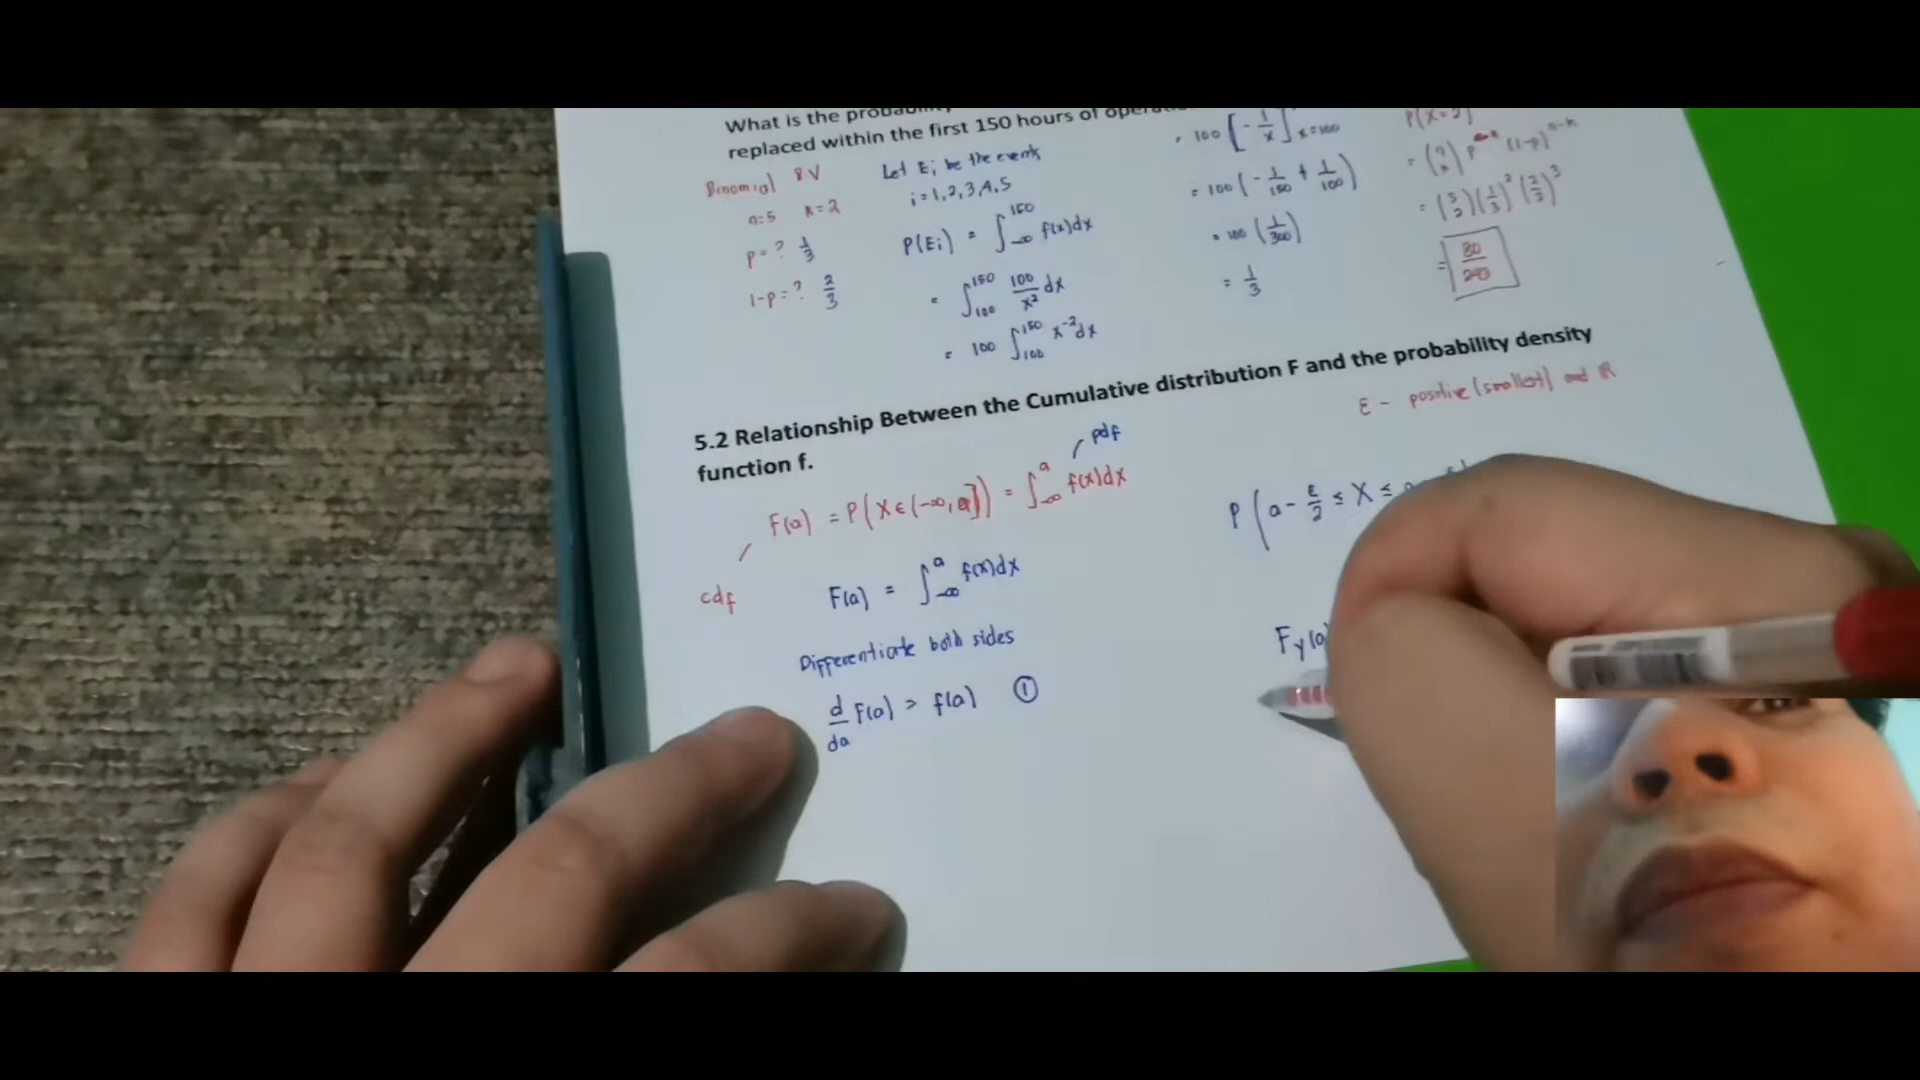 What is the probability
replaced within the first 150 hours of
Binomial R.V
n=5 k=2
p=? 1/3
1-p=? 2/3
Let Ei be the events
i=1,2,3,4,5
P(Ei) = ∫_{-∞}^{150} f(x)dx
= ∫_{100}^{150} 100/x² dx
= 100 ∫_{100}^{150} x^{-2}dx
= 100 [-1/x] x=100
= 100 (-1/150 + 1/100)
= 100 (1/300)
= 1/3
P(X=2)
(1-p)^{n-k}
= (5 2)(1/3)²(2/3)³
= 80/243
5.2 Relationship Between the Cumulative distribution F and the probability density
function f.
pdf
F(a) = P(X ∈ (-∞, a]) = ∫_{-∞}^{a} f(x)dx
cdf
F(a) = ∫_{-∞}^{a} f(x)dx
Differentiate both sides
d/da F(a) = f(a) ①
ε - positive (smallest) and R
P(a - ε/2 ≤ X ≤
F_Y(a)